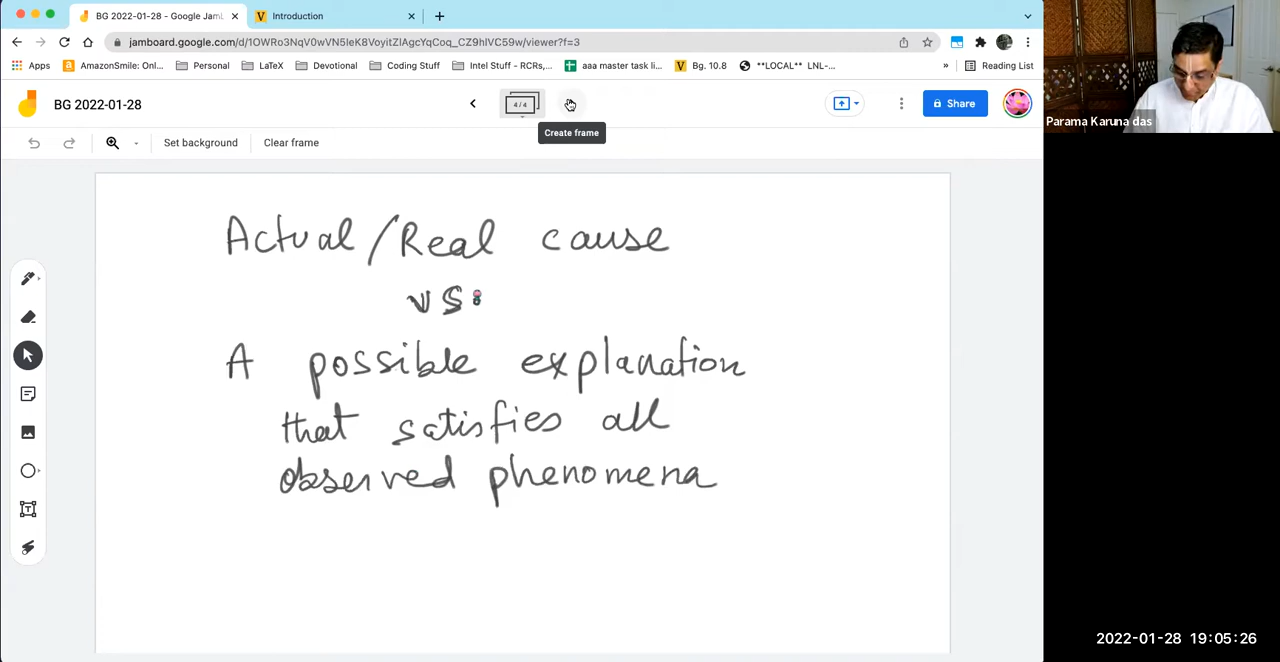 BG 2022-01-28 - Google Jam
Introduction
jamboard.google.com/d/1OWRo3NqV0wVN5leK8VoyitZlAgcYqCoq_CZ9hlVC59w/viewer?f=3
Apps AmazonSmile: Onl... Personal LaTeX Devotional Coding Stuff Intel Stuff - RCRs,... aaa master task li... Bg. 10.8 **LOCAL** LNL-... » Reading List
BG 2022-01-28
4 / 4
Share
Create frame
Set background Clear frame
Parama Karuna das
Actual/Real cause
vs.
A possible explanation
that satisfies all
observed phenomena
2022-01-28 19:05:26